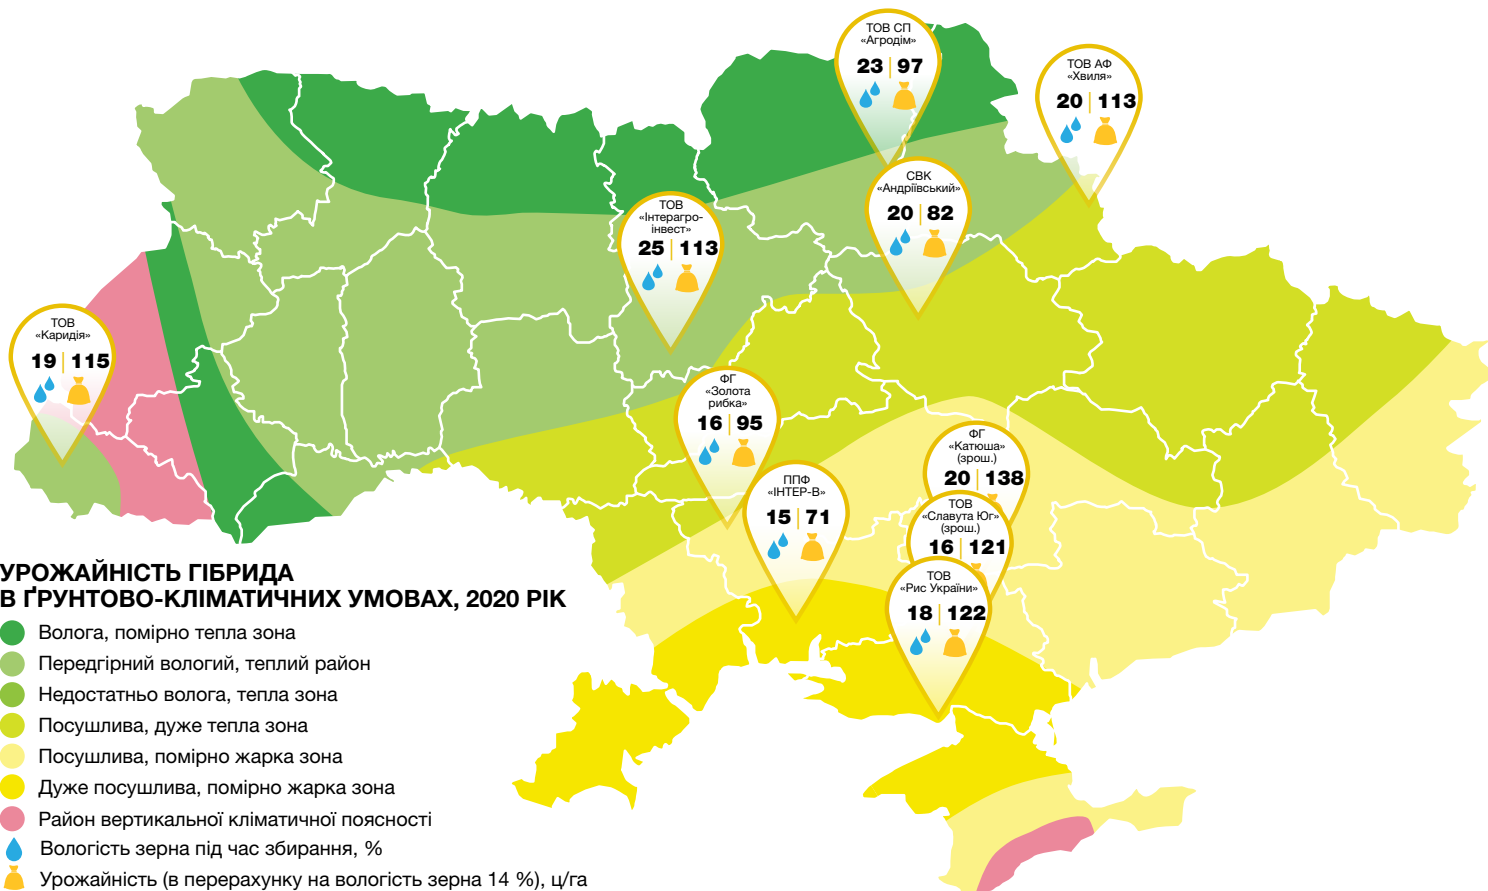 ТОВ СП
«Агродім»
23 | 97
ТОВ АФ
«Хвиля»
20 | 113
СВК
«Андріївський»
20 | 82
ТОВ
«Інтерагро-
інвест»
25 | 113
ТОВ
«Каридія»
19 | 115
ФГ
«Золота
рибка»
16 | 95
ФГ
«Катюша»
(зрош.)
20 | 138
ППФ
«ІНТЕР-В»
15 | 71
ТОВ
«Славута Юг»
(зрош.)
16 | 121
ТОВ
«Рис України»
18 | 122
УРОЖАЙНІСТЬ ГІБРИДА
В ҐРУНТОВО-КЛІМАТИЧНИХ УМОВАХ, 2020 РІК
Волога, помірно тепла зона
Передгірний вологий, теплий район
Недостатньо волога, тепла зона
Посушлива, дуже тепла зона
Посушлива, помірно жарка зона
Дуже посушлива, помірно жарка зона
Район вертикальної кліматичної поясності
Вологість зерна під час збирання, %
Урожайність (в перерахунку на вологість зерна 14 %), ц/га